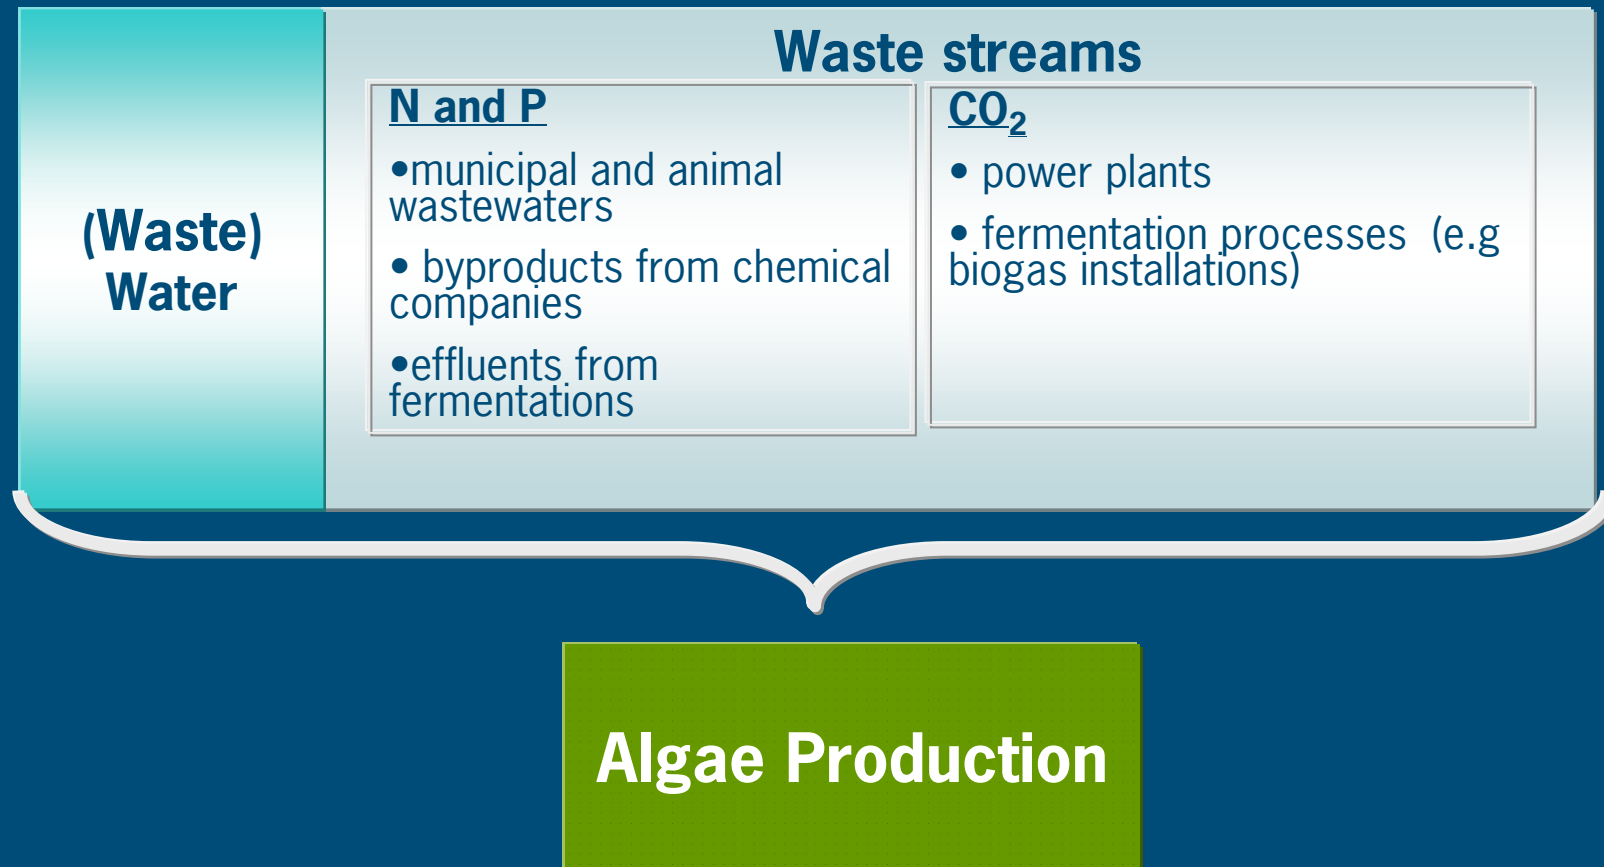 (Waste)
Water
Waste streams
N and P
•municipal and animal
wastewaters
• byproducts from chemical
companies
•effluents from
fermentations
CO₂
• power plants
• fermentation processes (e.g
biogas installations)
Algae Production